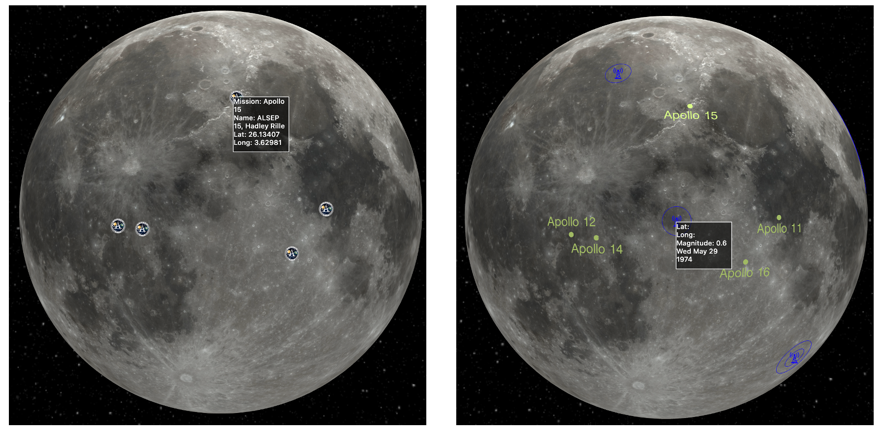 Mission: Apollo
15
Name: ALSEP
15, Hadley Rille
Lat: 26.13407
Long: 3.62981
Apollo 15
Apollo 12
Apollo 14
Apollo 11
Apollo 16
Lat:
Long:
Magnitude: 0.6
Wed May 29
1974